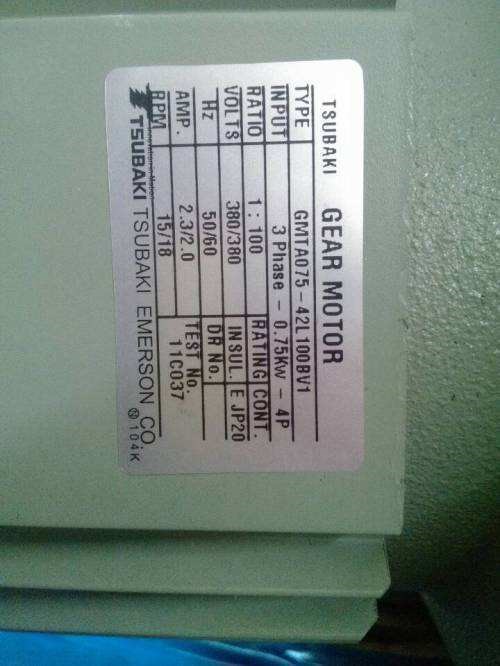 TSUBAKI GEAR MOTOR
TYPE GMTA075-42L100BV1
INPUT 3 Phase - 0.75Kw - 4P
RATIO 1 : 100 RATING CONT.
VOLTS 380/380 INSUL. E JP20
Hz 50/60 DR No.
AMP. 2.3/2.0 TEST No.
RPM 15/18 11C037
TSUBAKI TSUBAKI EMERSON CO.
104K